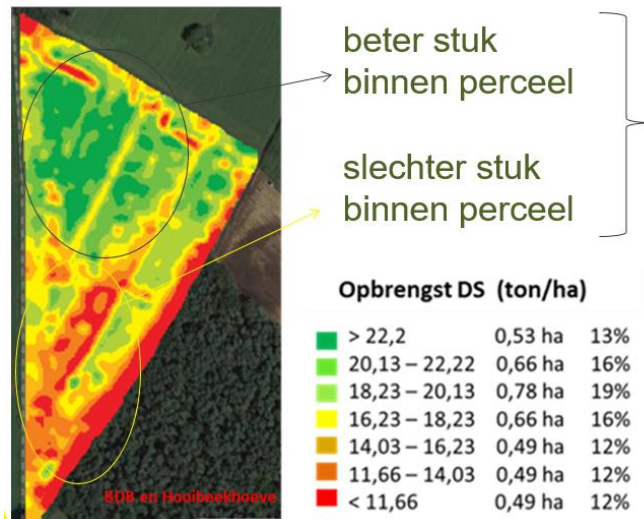 beter stuk
binnen perceel
slechter stuk
binnen perceel
Opbrengst DS (ton/ha)
> 22,2 0,53 ha 13%
20,13 – 22,22 0,66 ha 16%
18,23 – 20,13 0,78 ha 19%
16,23 – 18,23 0,66 ha 16%
14,03 – 16,23 0,49 ha 12%
11,66 – 14,03 0,49 ha 12%
< 11,66 0,49 ha 12%
BDB en Hooibeekhoeve